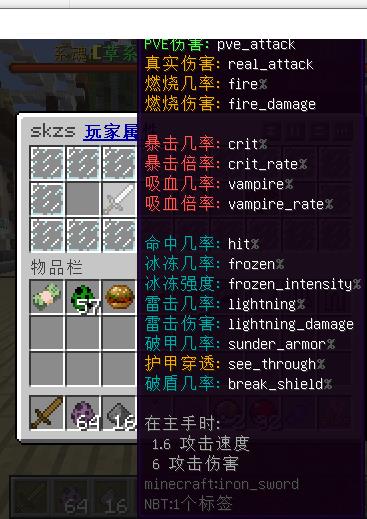 PVE伤害: pve_attack
真实伤害: real_attack
燃烧几率: fire%
燃烧伤害: fire_damage
暴击几率: crit%
暴击倍率: crit_rate%
吸血几率: vampire%
吸血倍率: vampire_rate%
skzs 玩家属
物品栏
命中几率: hit%
冰冻几率: frozen%
冰冻强度: frozen_intensity%
雷击几率: lightning%
雷击伤害: lightning_damage
破甲几率: sunder_armor%
护甲穿透: see_through%
破盾几率: break_shield%
在主手时:
1.6 攻击速度
6 攻击伤害
minecraft:iron_sword
NBT:1个标签
64 16
64 16